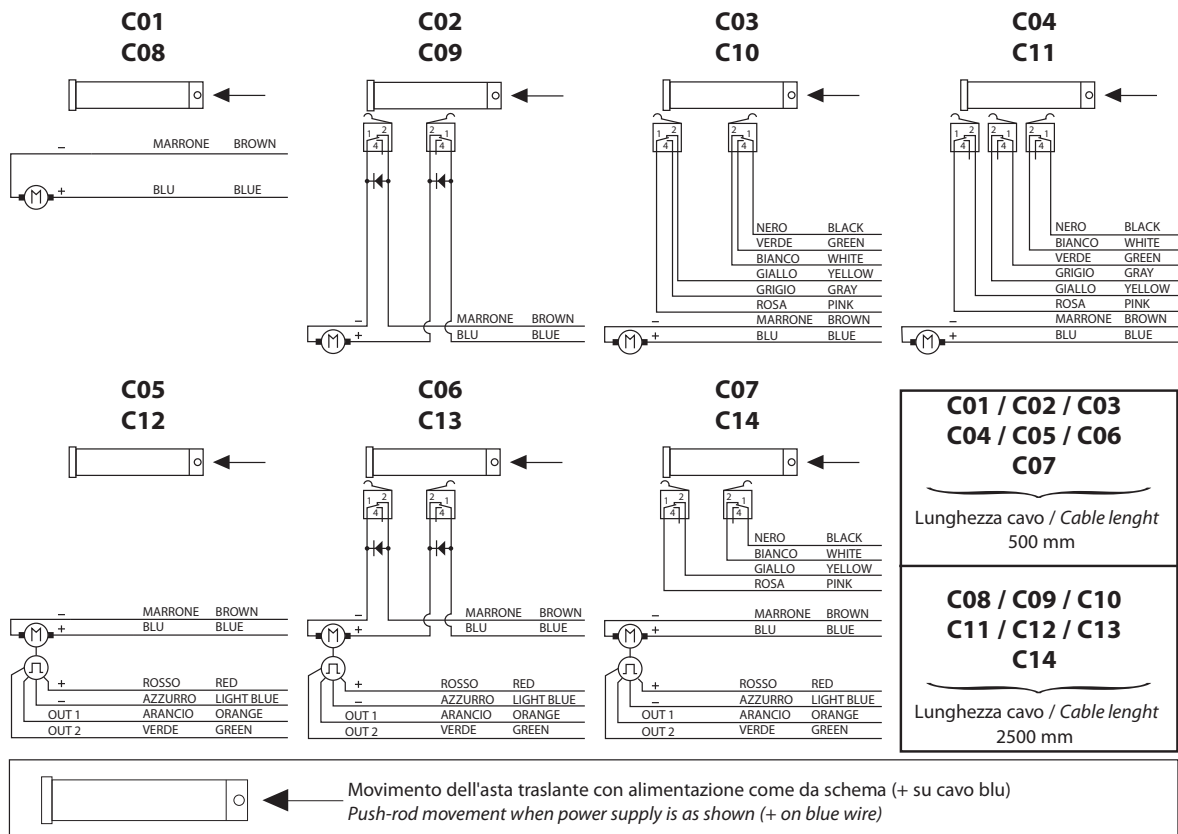 C01
C08
− MARRONE BROWN
M
+ BLU BLUE
C02
C09
1 2 4
2 1 4
− MARRONE BROWN
M
+ BLU BLUE
C03
C10
1 2 4
2 1 4
NERO BLACK
VERDE GREEN
BIANCO WHITE
GIALLO YELLOW
GRIGIO GRAY
ROSA PINK
− MARRONE BROWN
M
+ BLU BLUE
C04
C11
1 2 4
2 1 4
2 1 4
NERO BLACK
BIANCO WHITE
VERDE GREEN
GRIGIO GRAY
GIALLO YELLOW
ROSA PINK
− MARRONE BROWN
M
+ BLU BLUE
C05
C12
− MARRONE BROWN
M
+ BLU BLUE
+ ROSSO RED
− AZZURRO LIGHT BLUE
OUT 1 ARANCIO ORANGE
OUT 2 VERDE GREEN
C06
C13
1 2 4
2 1 4
− MARRONE BROWN
M
+ BLU BLUE
+ ROSSO RED
− AZZURRO LIGHT BLUE
OUT 1 ARANCIO ORANGE
OUT 2 VERDE GREEN
C07
C14
1 2 4
2 1 4
NERO BLACK
BIANCO WHITE
GIALLO YELLOW
ROSA PINK
− MARRONE BROWN
M
+ BLU BLUE
+ ROSSO RED
− AZZURRO LIGHT BLUE
OUT 1 ARANCIO ORANGE
OUT 2 VERDE GREEN
C01 / C02 / C03
C04 / C05 / C06
C07
Lunghezza cavo / Cable lenght
500 mm
C08 / C09 / C10
C11 / C12 / C13
C14
Lunghezza cavo / Cable lenght
2500 mm
Movimento dell'asta traslante con alimentazione come da schema (+ su cavo blu)
Push-rod movement when power supply is as shown (+ on blue wire)